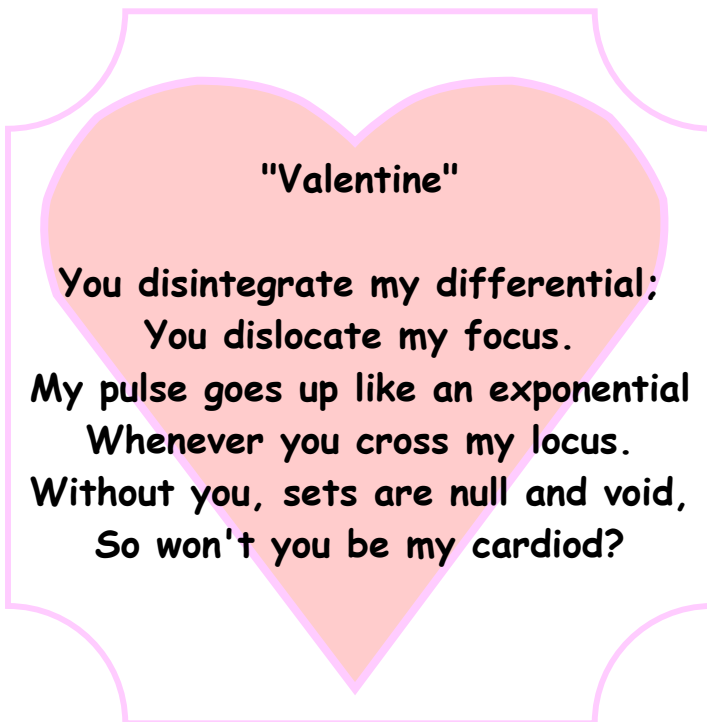 "Valentine"
You disintegrate my differential;
You dislocate my focus.
My pulse goes up like an exponential
Whenever you cross my locus.
Without you, sets are null and void,
So won't you be my cardiod?